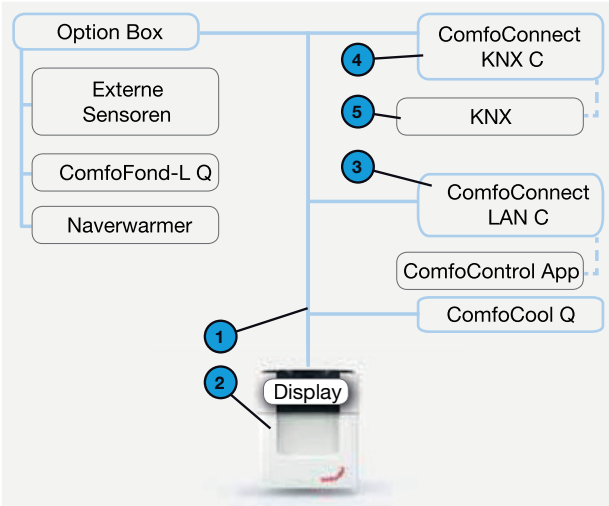 Option Box
Externe
Sensoren
ComfoFond-L Q
Naverwarmer
ComfoConnect
KNX C
4
5
KNX
3
ComfoConnect
LAN C
ComfoControl App
ComfoCool Q
1
2
Display